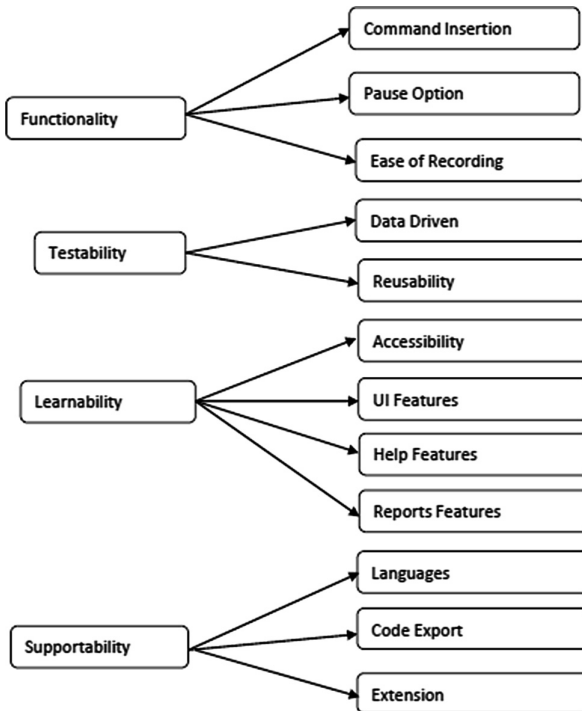 Functionality
Command Insertion
Pause Option
Ease of Recording
Testability
Data Driven
Reusability
Learnability
Accessibility
UI Features
Help Features
Reports Features
Supportability
Languages
Code Export
Extension